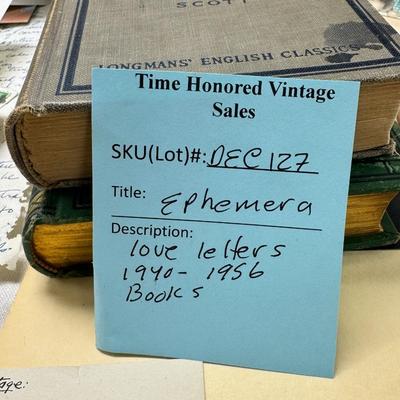 SCOTT
LONGMANS' ENGLISH CLASSICS
Time Honored Vintage
Sales
SKU(Lot)#: DEC127
Title: Ephemera
Description:
love letters
1940- 1956
Books